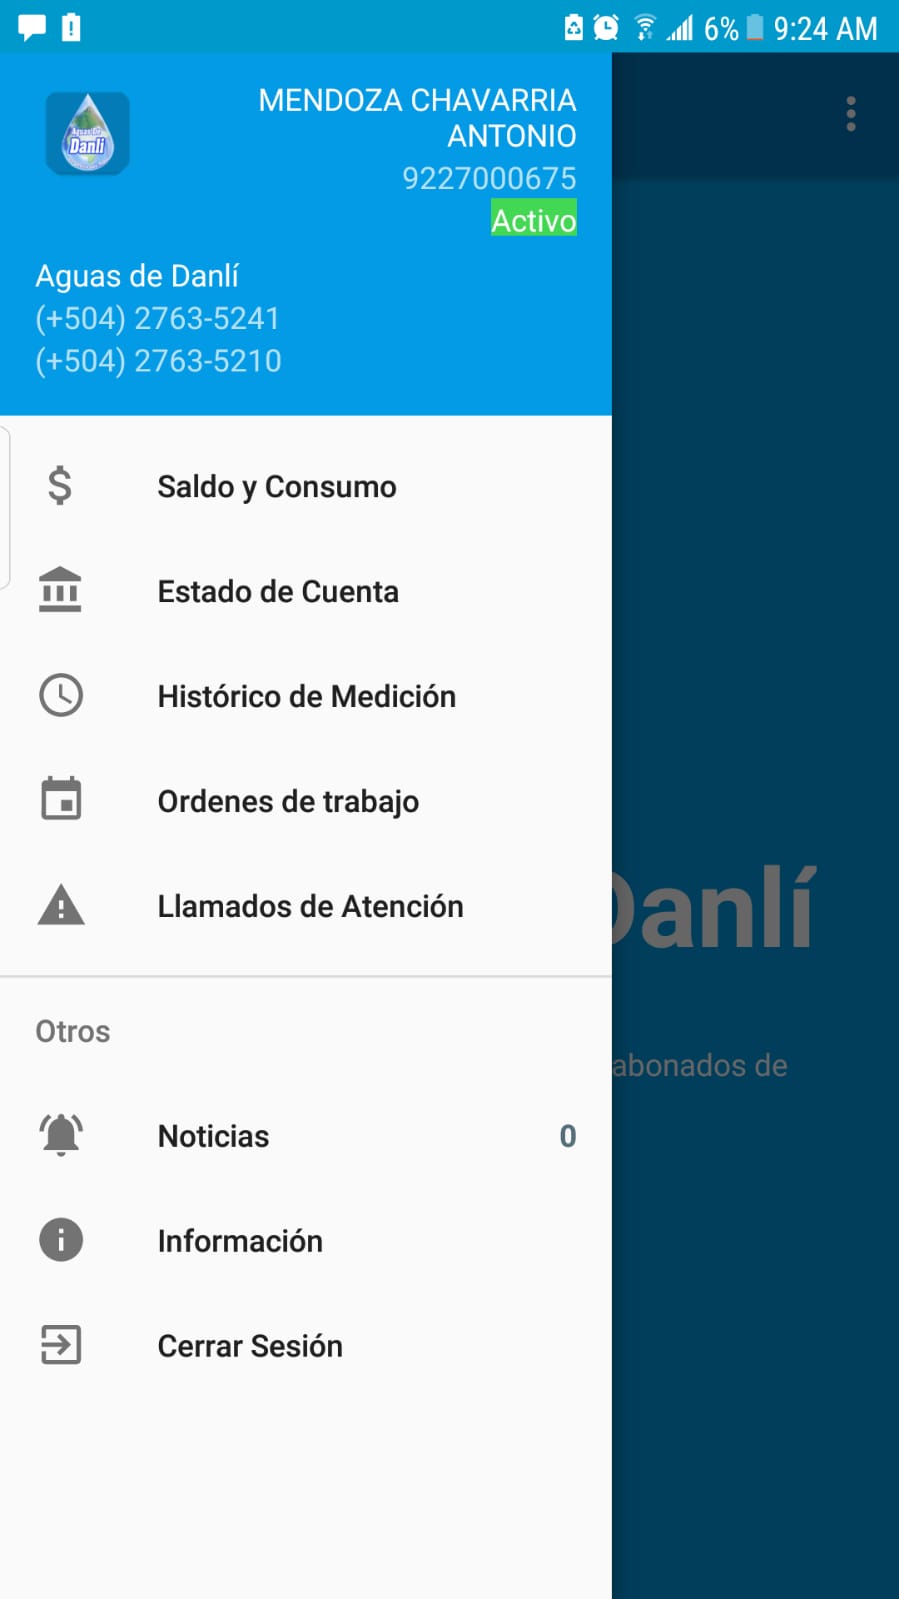 6% 9:24 AM
Aguas De
Danlí
MENDOZA CHAVARRIA
ANTONIO
9227000675
Activo
Aguas de Danlí
(+504) 2763-5241
(+504) 2763-5210
Saldo y Consumo
Estado de Cuenta
Histórico de Medición
Ordenes de trabajo
Llamados de Atención
Danlí
Otros
abonados de
Noticias 0
Información
Cerrar Sesión